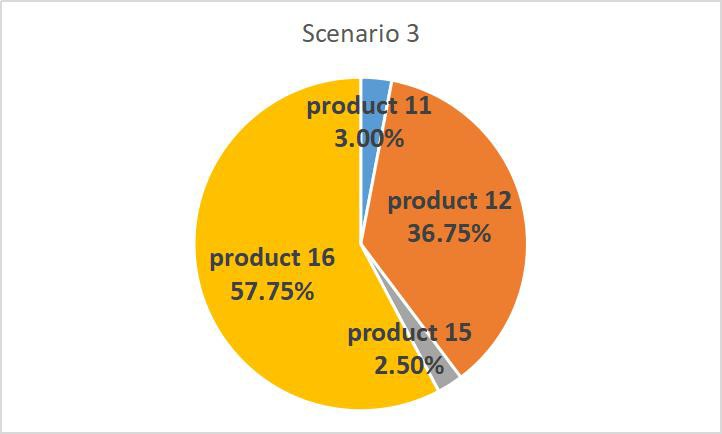 Scenario 3
product 11
3.00%
product 12
36.75%
product 16
57.75%
product 15
2.50%